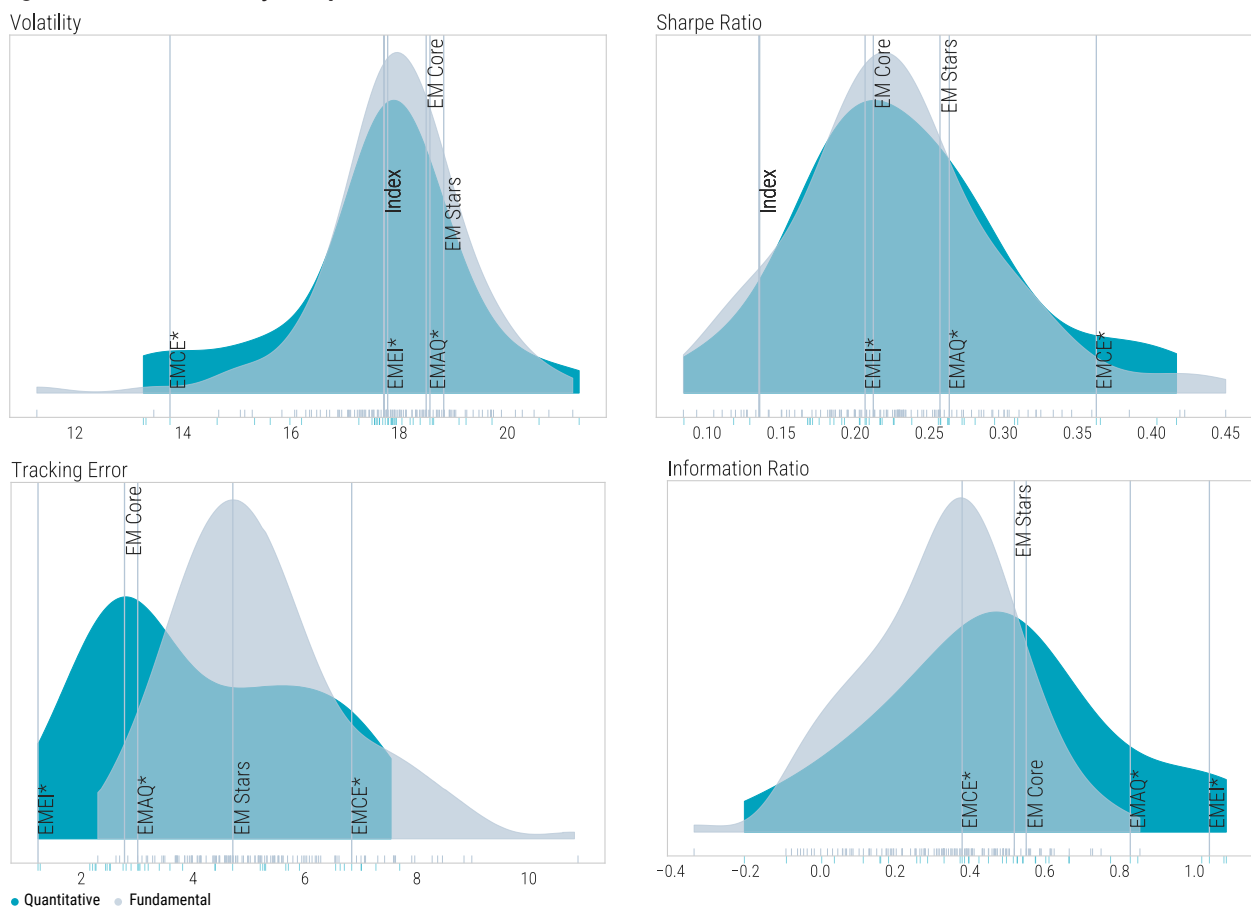 Volatility
EM Core
Index
EM Stars
EMCE*
EMEI*
EMAQ*
12 14 16 18 20
Sharpe Ratio
EM Core
EM Stars
Index
EMEI*
EMAQ*
EMCE*
0.10 0.15 0.20 0.25 0.30 0.35 0.40 0.45
Tracking Error
EM Core
EMEI*
EMAQ*
EM Stars
EMCE*
2 4 6 8 10
Information Ratio
EM Stars
EMCE*
EM Core
EMAQ*
EMEI*
−0.4 −0.2 0.0 0.2 0.4 0.6 0.8 1.0
Quantitative Fundamental